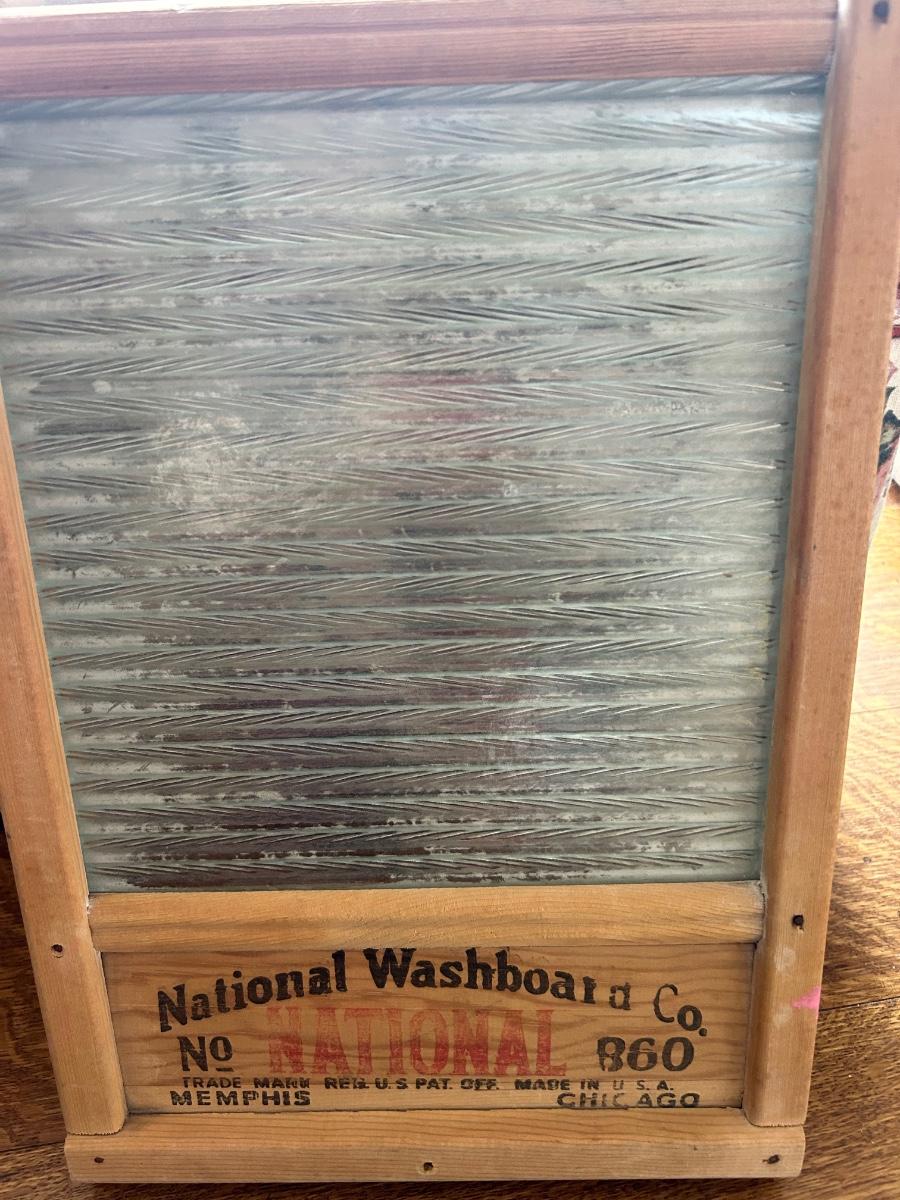 National Washboard Co.
No NATIONAL 860
TRADE MARK REG. U.S PAT. OFF. MADE IN U.S.A.
MEMPHIS CHICAGO